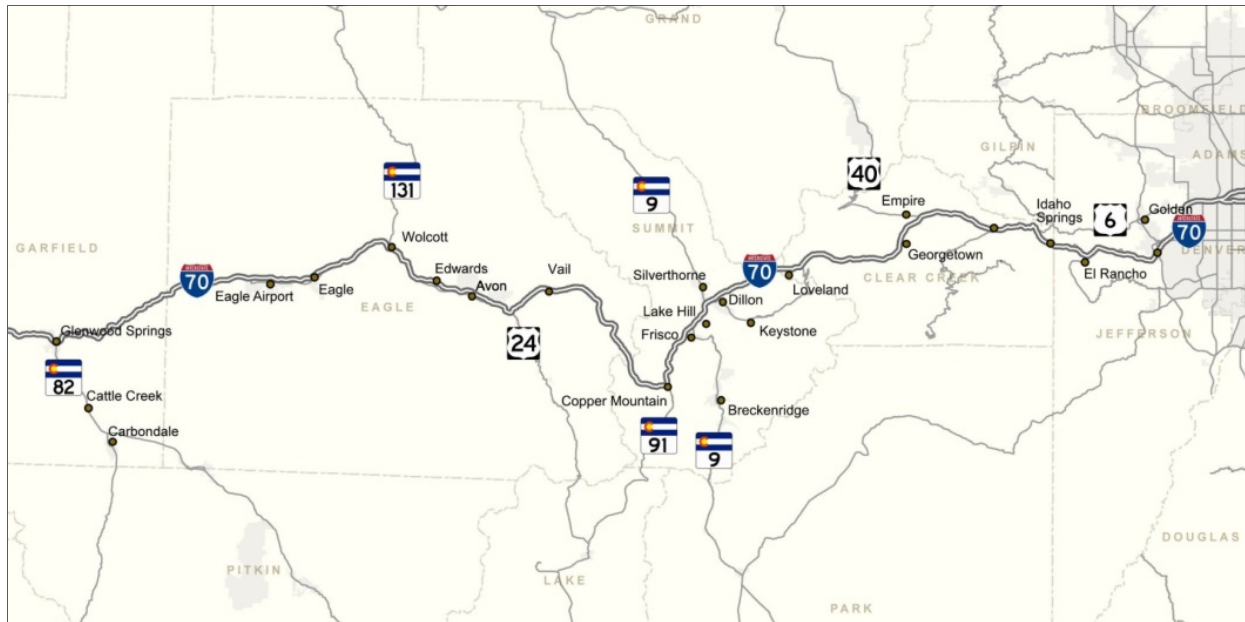 GRAND
BROOMFIELD
GILPIN
ADAMS
131
9
40
Empire
Idaho
Springs
6
Golden
70
GARFIELD
Wolcott
SUMMIT
DENVER
70
Eagle Airport
Eagle
Edwards
Avon
Vail
Silverthorne
70
Loveland
Georgetown
CLEAR CREEK
El Rancho
EAGLE
Lake Hill
Dillon
Frisco
Keystone
JEFFERSON
Glenwood Springs
24
82
Cattle Creek
Carbondale
Copper Mountain
Breckenridge
91
9
DOUGLAS
PITKIN
LAKE
PARK